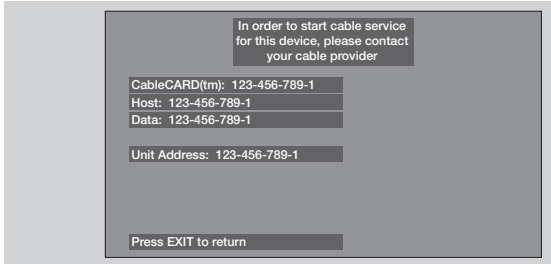 In order to start cable service
for this device, please contact
your cable provider
CableCARD(tm): 123-456-789-1
Host: 123-456-789-1
Data: 123-456-789-1
Unit Address: 123-456-789-1
Press EXIT to return